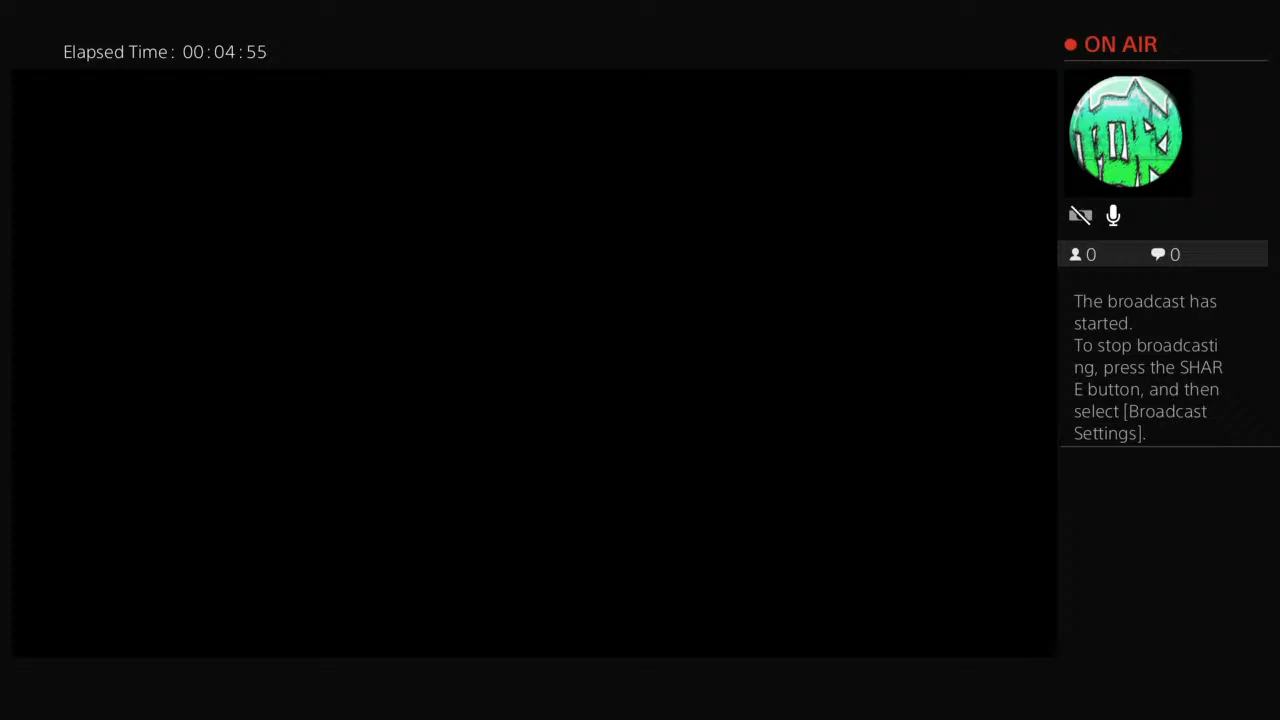 Elapsed Time: 00:04:55
ON AIR
0 0
The broadcast has
started.
To stop broadcasti
ng, press the SHAR
E button, and then
select [Broadcast
Settings].